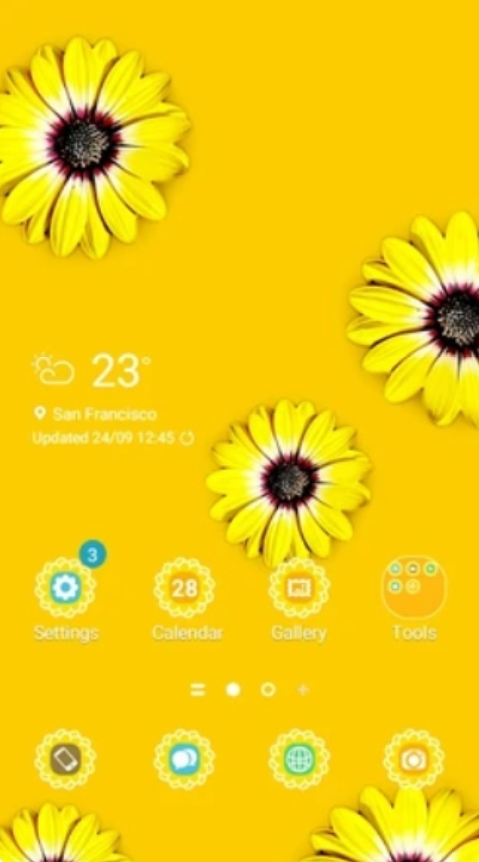 23°
San Francisco
Updated 24/09 12:45
3
28
Settings
Calendar
Gallery
Tools